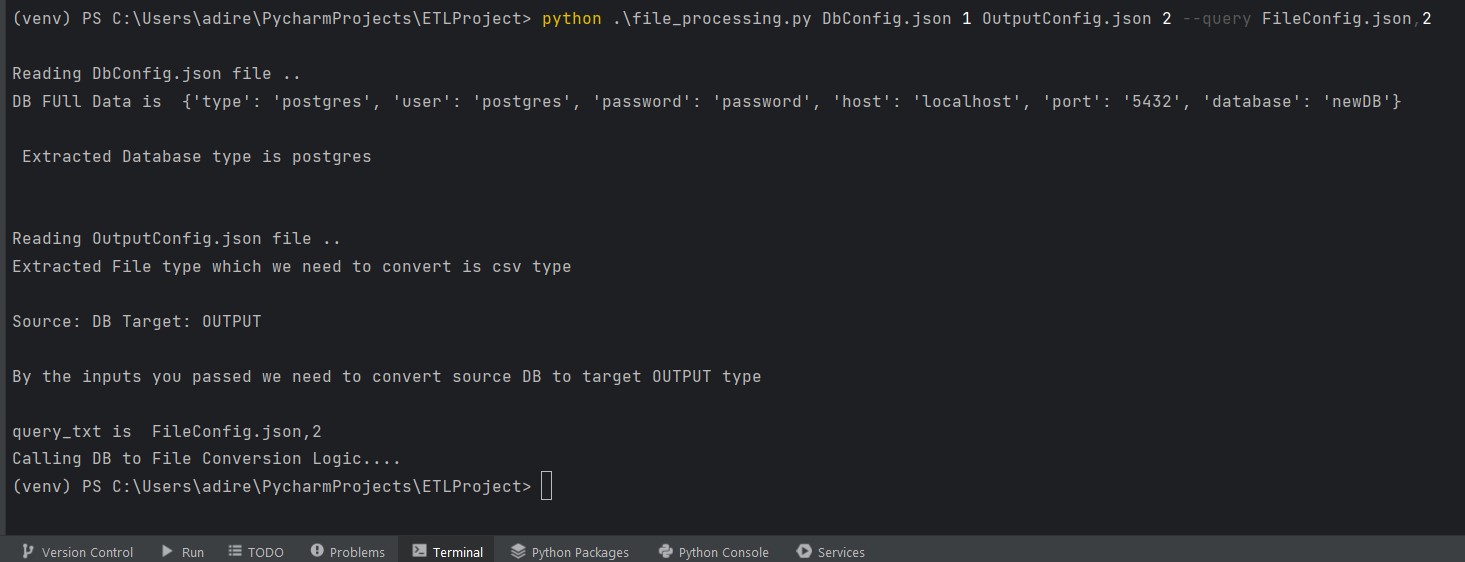 (venv) PS C:\Users\adire\PycharmProjects\ETLProject> python .\file_processing.py DbConfig.json 1 OutputConfig.json 2 --query FileConfig.json,2
Reading DbConfig.json file ..
DB FUll Data is  {'type': 'postgres', 'user': 'postgres', 'password': 'password', 'host': 'localhost', 'port': '5432', 'database': 'newDB'}
Extracted Database type is postgres
Reading OutputConfig.json file ..
Extracted File type which we need to convert is csv type
Source: DB Target: OUTPUT
By the inputs you passed we need to convert source DB to target OUTPUT type
query_txt is  FileConfig.json,2
Calling DB to File Conversion Logic....
(venv) PS C:\Users\adire\PycharmProjects\ETLProject>
Version Control Run TODO Problems Terminal Python Packages Python Console Services